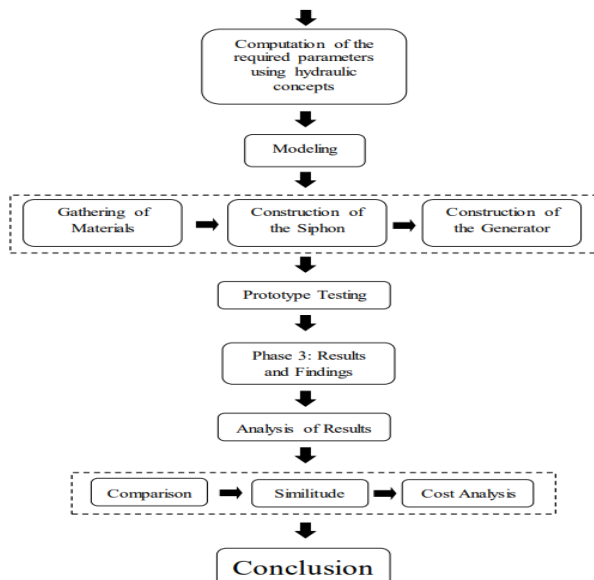 Computation of the
required parameters
using hydraulic
concepts
Modeling
Gathering of
Materials
Construction of
the Siphon
Construction of
the Generator
Prototype Testing
Phase 3: Results
and Findings
Analysis of Results
Comparison
Similitude
Cost Analysis
Conclusion